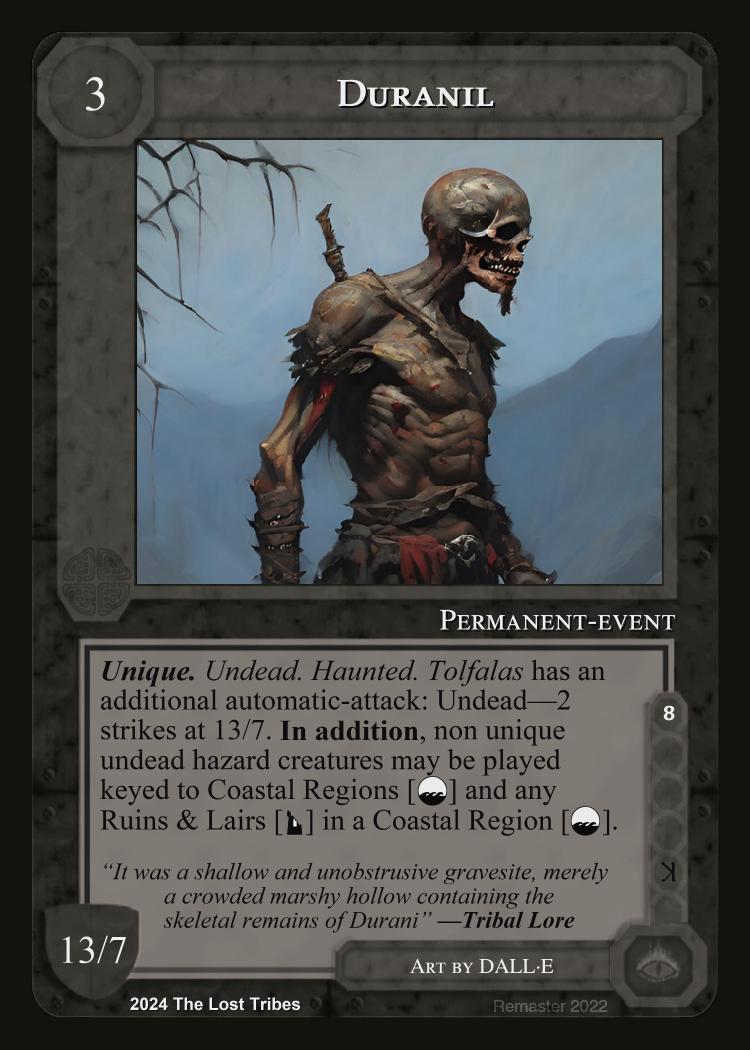 3
DURANIL
PERMANENT-EVENT
Unique. Undead. Haunted. Tolfalas has an
additional automatic-attack: Undead—2
strikes at 13/7. In addition, non unique
undead hazard creatures may be played
keyed to Coastal Regions [ ] and any
Ruins & Lairs [ ] in a Coastal Region [ ].
8
“It was a shallow and unobstrusive gravesite, merely
a crowded marshy hollow containing the
skeletal remains of Durani” —Tribal Lore
13/7
ART BY DALL·E
2024 The Lost Tribes
Remaster 2022